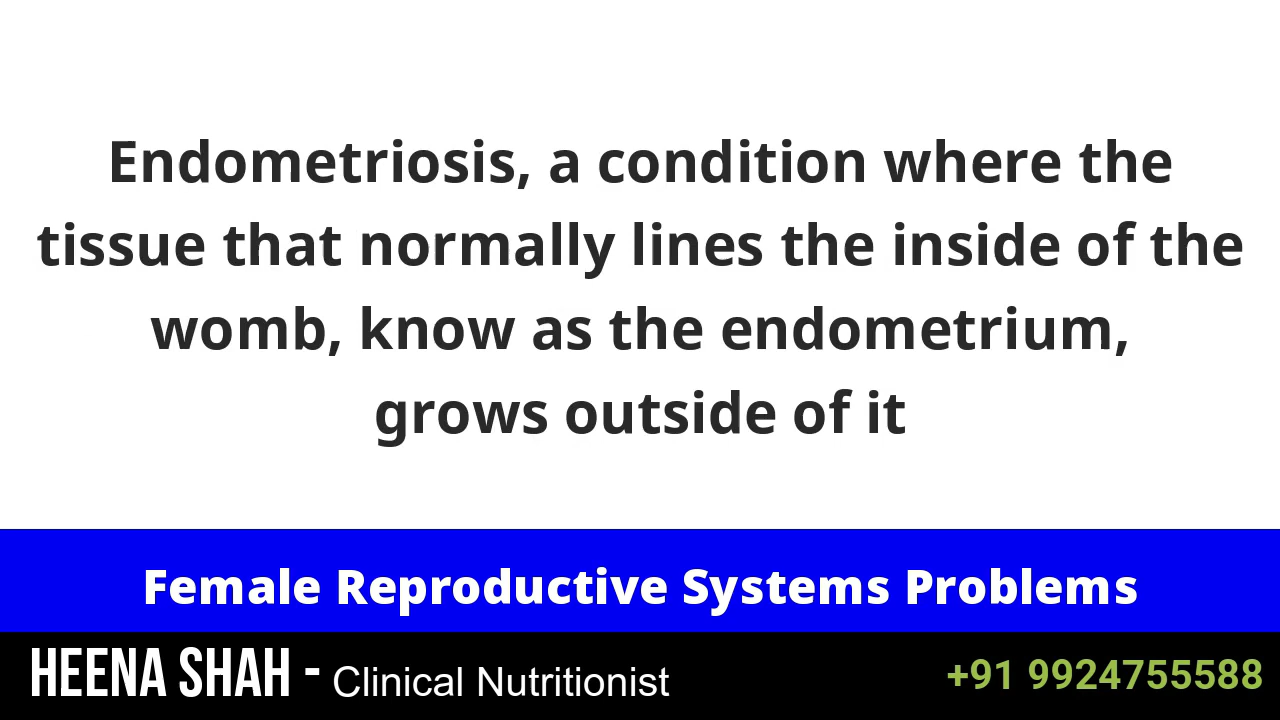 Endometriosis, a condition where the
tissue that normally lines the inside of the
womb, know as the endometrium,
grows outside of it
Female Reproductive Systems Problems
HEENA SHAH - Clinical Nutritionist
+91 9924755588